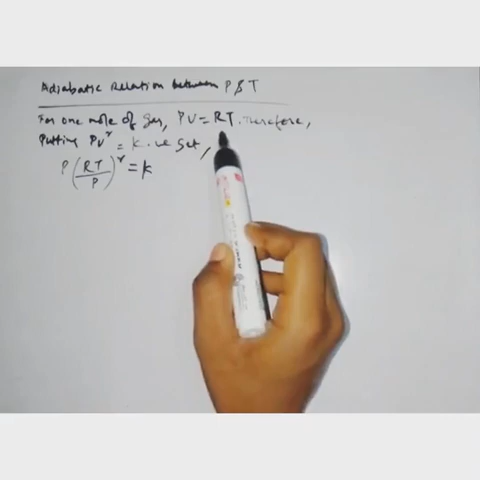 Adiabatic Relation between P & T
For one mole of gas, PV = RT. Therefore,
Putting PV^γ = K. we get,
P(RT/P)^γ = K